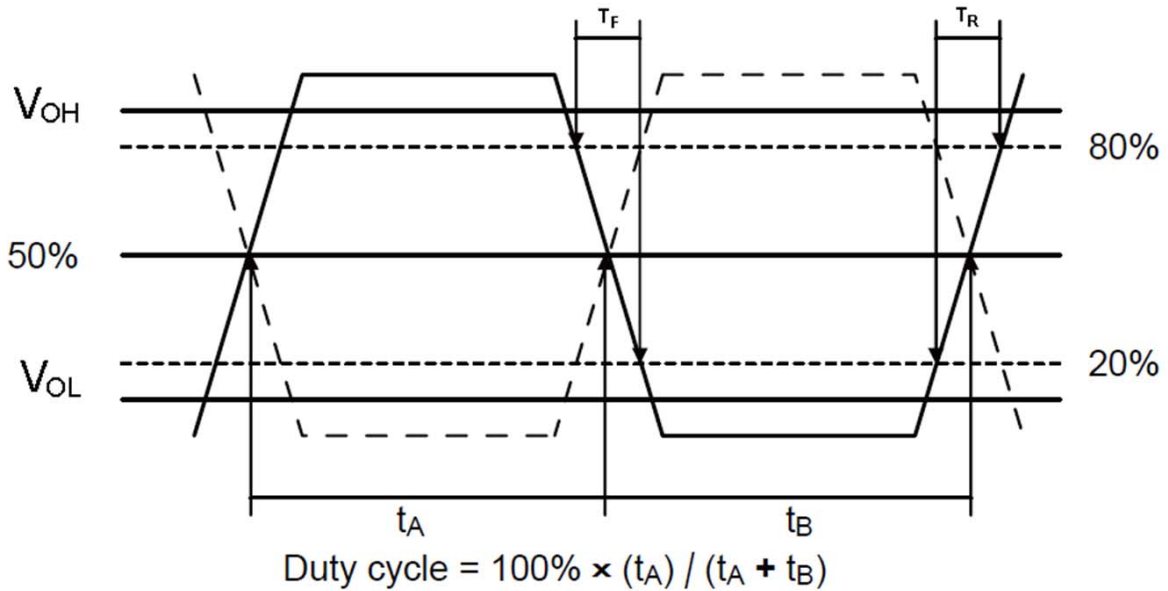 TF
TR
VOH
80%
50%
20%
VOL
tA
tB
Duty cycle = 100% × (tA) / (tA + tB)